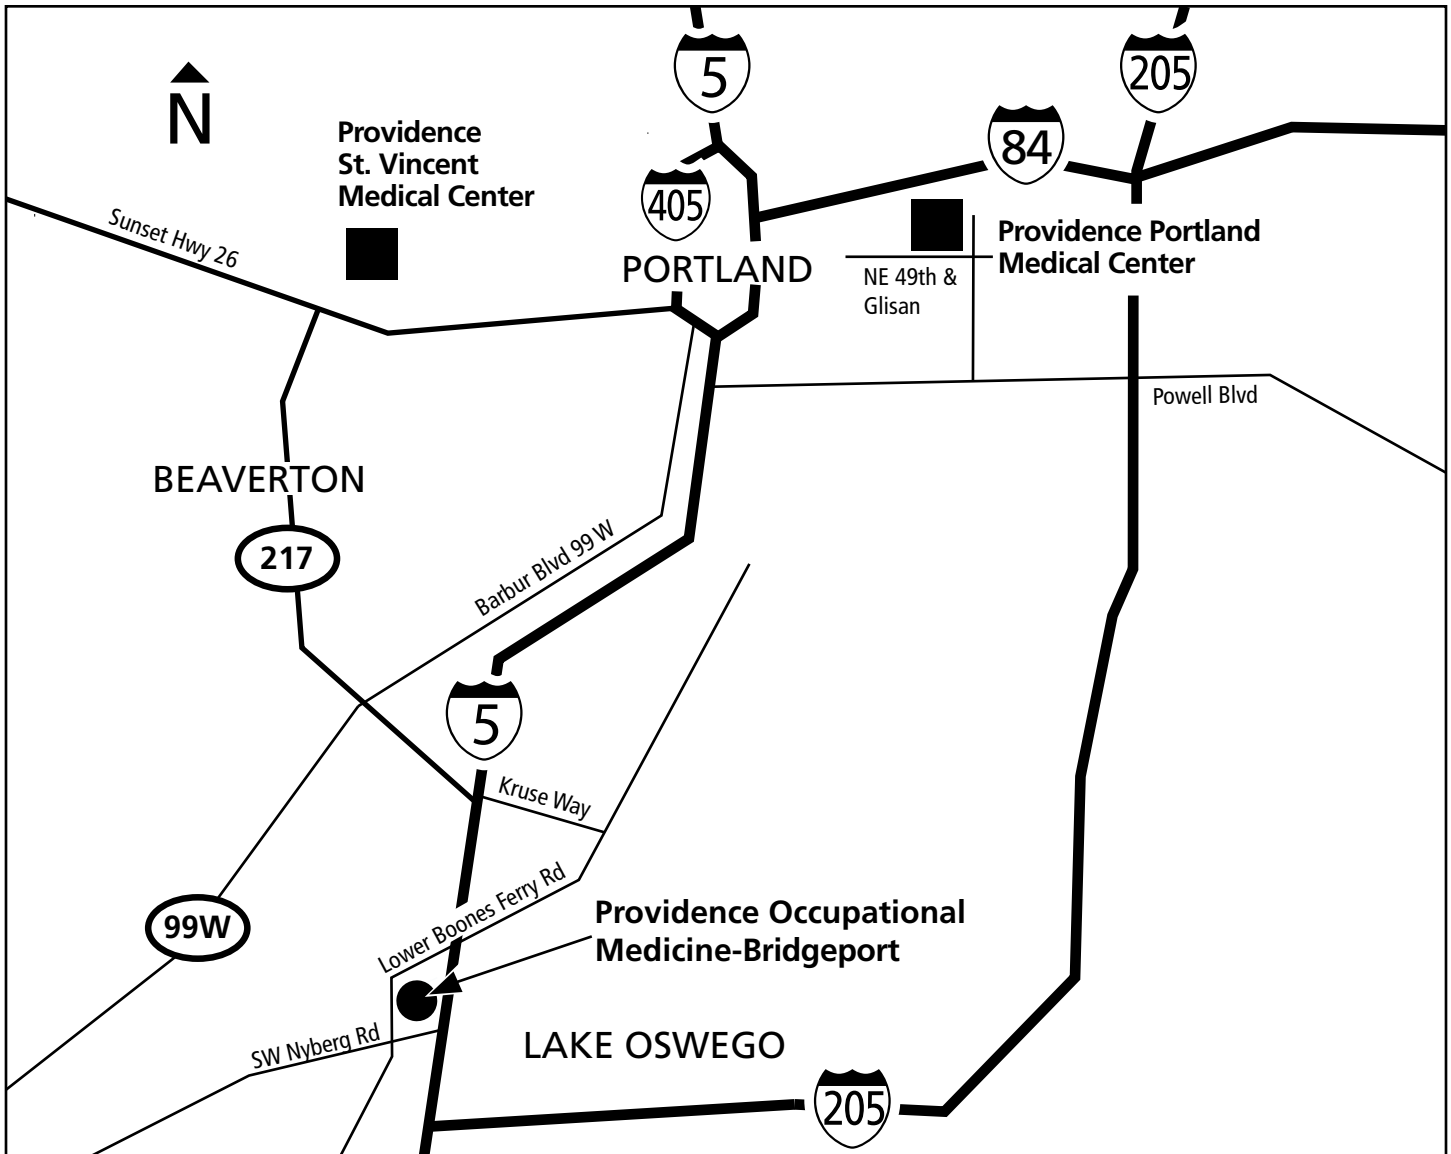 5
205
N
Providence
St. Vincent
Medical Center
84
405
Sunset Hwy 26
PORTLAND
Providence Portland
Medical Center
NE 49th &
Glisan
Powell Blvd
BEAVERTON
217
Barbur Blvd 99 W
5
Kruse Way
Lower Boones Ferry Rd
99W
Providence Occupational
Medicine-Bridgeport
SW Nyberg Rd
LAKE OSWEGO
205